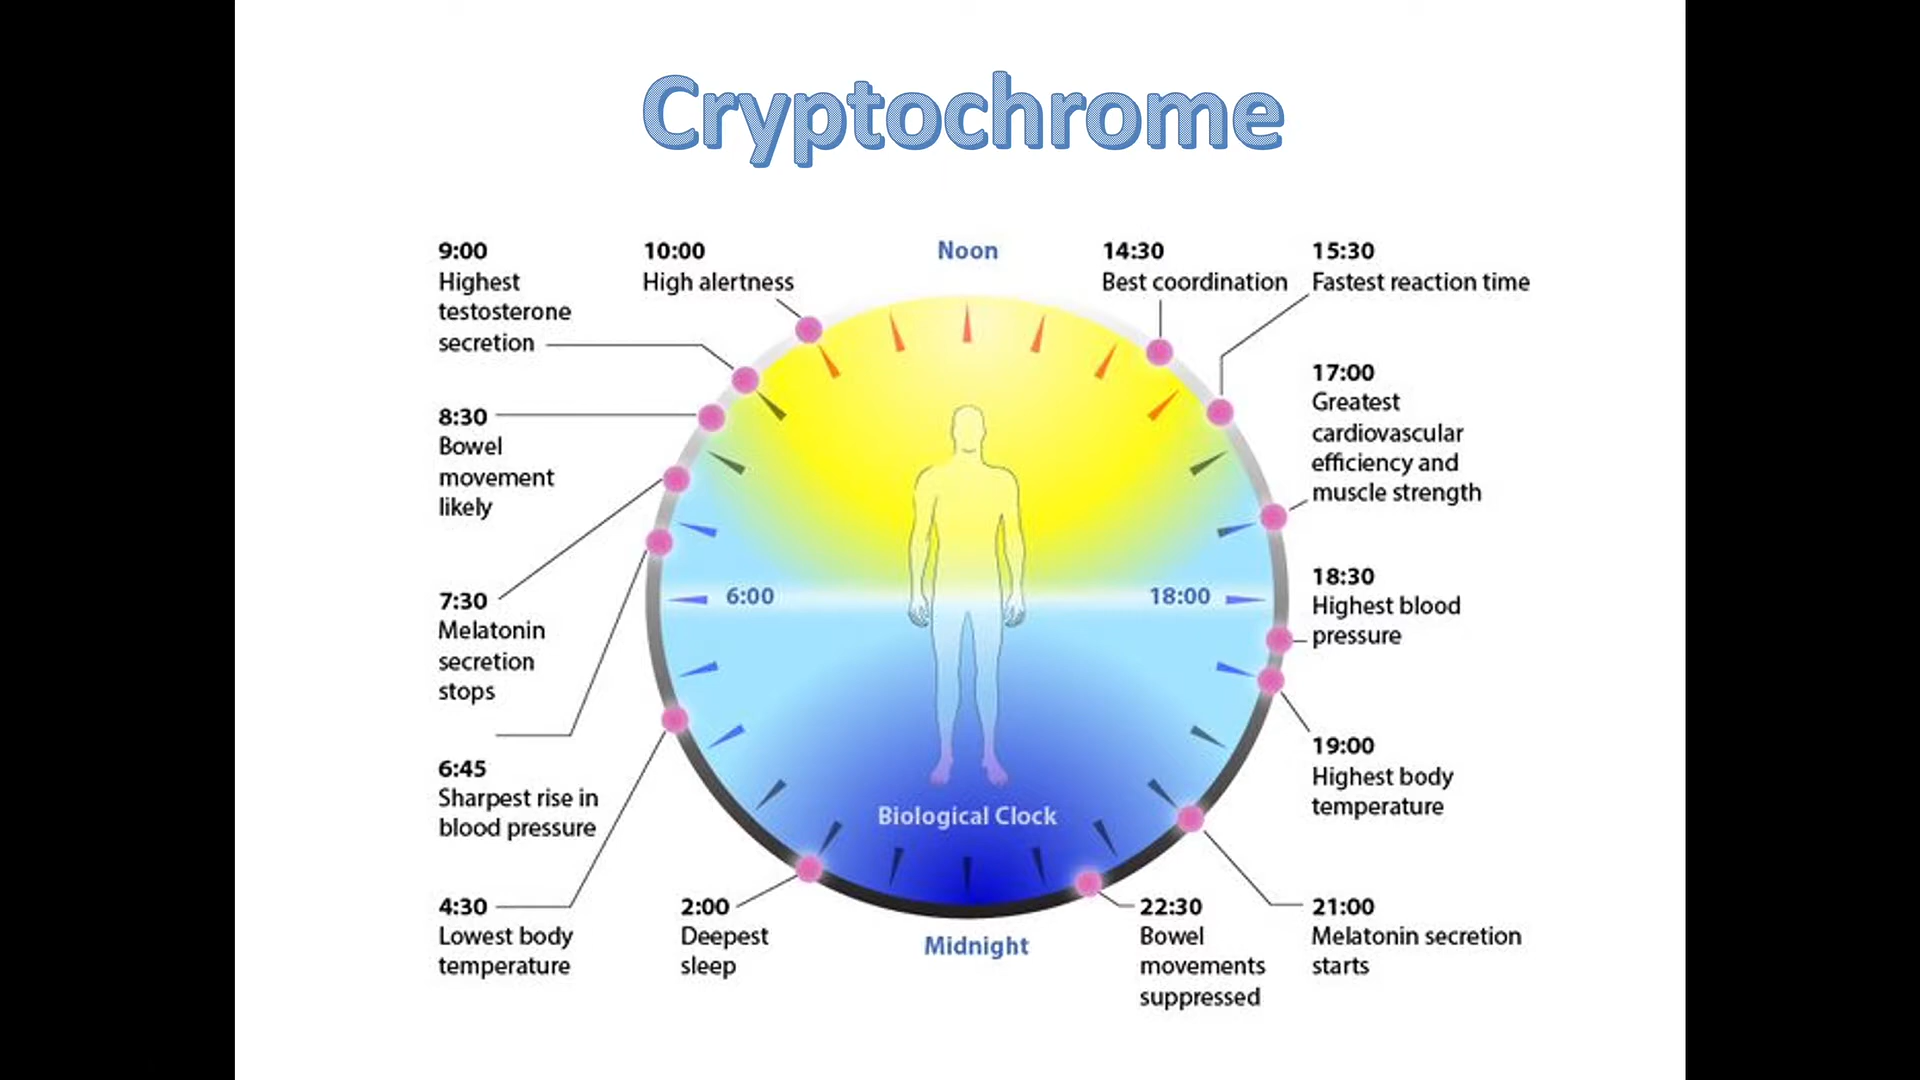 Cryptochrome
9:00
Highest
testosterone
secretion
10:00
High alertness
Noon
14:30
Best coordination
15:30
Fastest reaction time
8:30
Bowel
movement
likely
17:00
Greatest
cardiovascular
efficiency and
muscle strength
6:00
18:00
7:30
Melatonin
secretion
stops
18:30
Highest blood
pressure
6:45
Sharpest rise in
blood pressure
19:00
Highest body
temperature
Biological Clock
4:30
Lowest body
temperature
2:00
Deepest
sleep
Midnight
22:30
Bowel
movements
suppressed
21:00
Melatonin secretion
starts